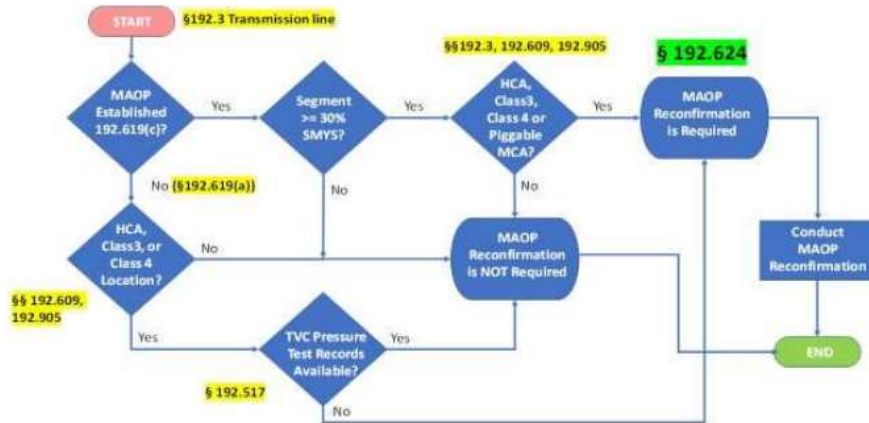 START
§192.3 Transmission line
§§192.3, 192.609, 192.905
§ 192.624
MAOP
Established
192.619(c)?
Yes
Segment
>= 30%
SMYS?
Yes
HCA,
Class3,
Class 4 or
Piggable
MCA?
Yes
MAOP
Reconfirmation
is Required
No (§192.619(a))
No
No
HCA,
Class3, or
Class 4
Location?
No
MAOP
Reconfirmation
is NOT Required
Conduct
MAOP
Reconfirmation
§§ 192.609,
192.905
Yes
TVC Pressure
Test Records
Available?
Yes
END
§ 192.517
No